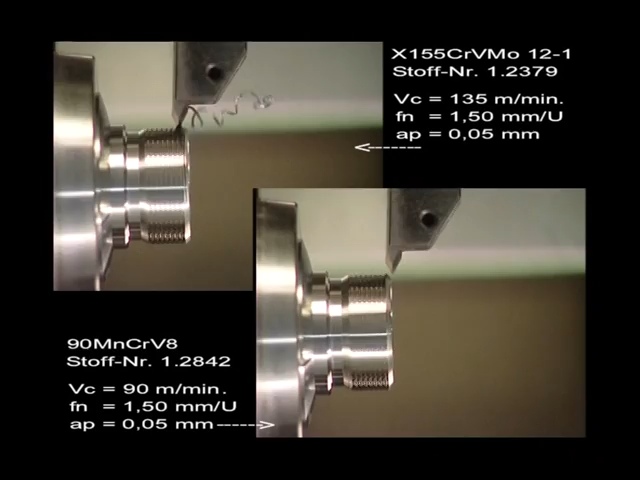 X155CrVMo 12-1
Stoff-Nr. 1.2379
Vc = 135 m/min.
fn = 1,50 mm/U
ap = 0,05 mm
90MnCrV8
Stoff-Nr. 1.2842
Vc = 90 m/min.
fn = 1,50 mm/U
ap = 0,05 mm